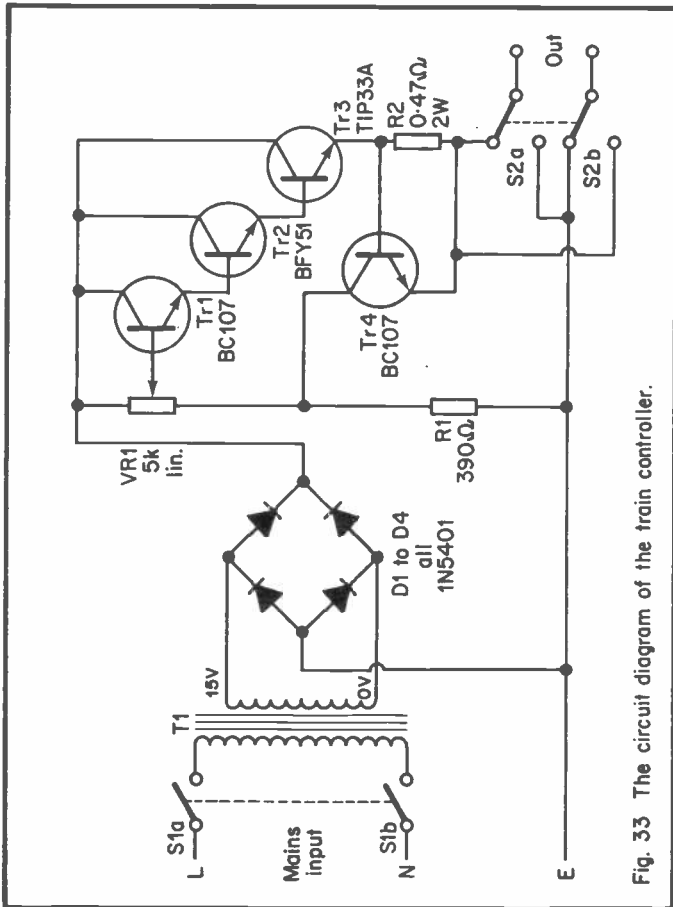 S1a
L
Mains
input
N
S1b
E
T1
15V
0V
D1 to D4
all
1N5401
VR1
5k
lin.
Tr1
BC107
Tr2
BFY51
Tr3
TIP33A
R2
0·47Ω
2W
Tr4
BC107
R1
390Ω
S2a
S2b
Out
Fig. 33 The circuit diagram of the train controller.